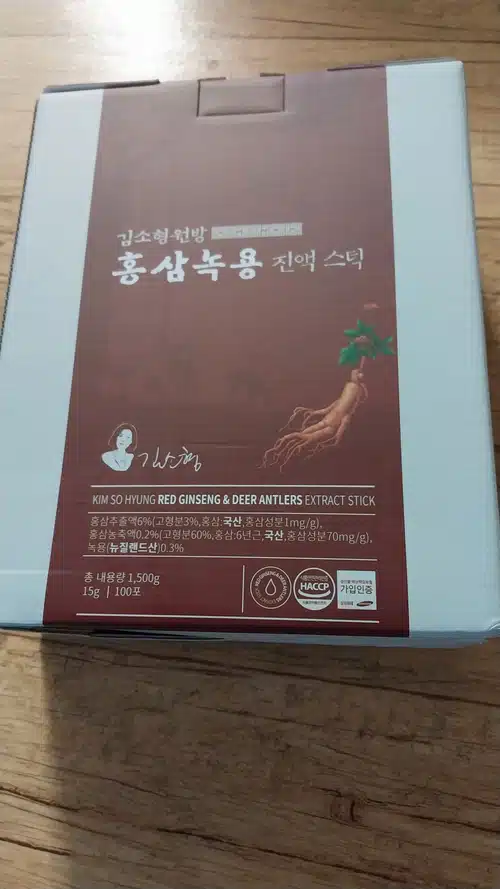 김소형원방
홍삼녹용 진액 스틱
김소형
KIM SO HYUNG RED GINSENG & DEER ANTLERS EXTRACT STICK
홍삼추출액6%(고형분3%,홍삼:국산,홍삼성분1mg/g),
홍삼농축액0.2%(고형분60%,홍삼:6년근,국산,홍삼성분70mg/g),
녹용(뉴질랜드산)0.3%
총 내용량 1,500g
15g | 100포
HACCP
가입인증